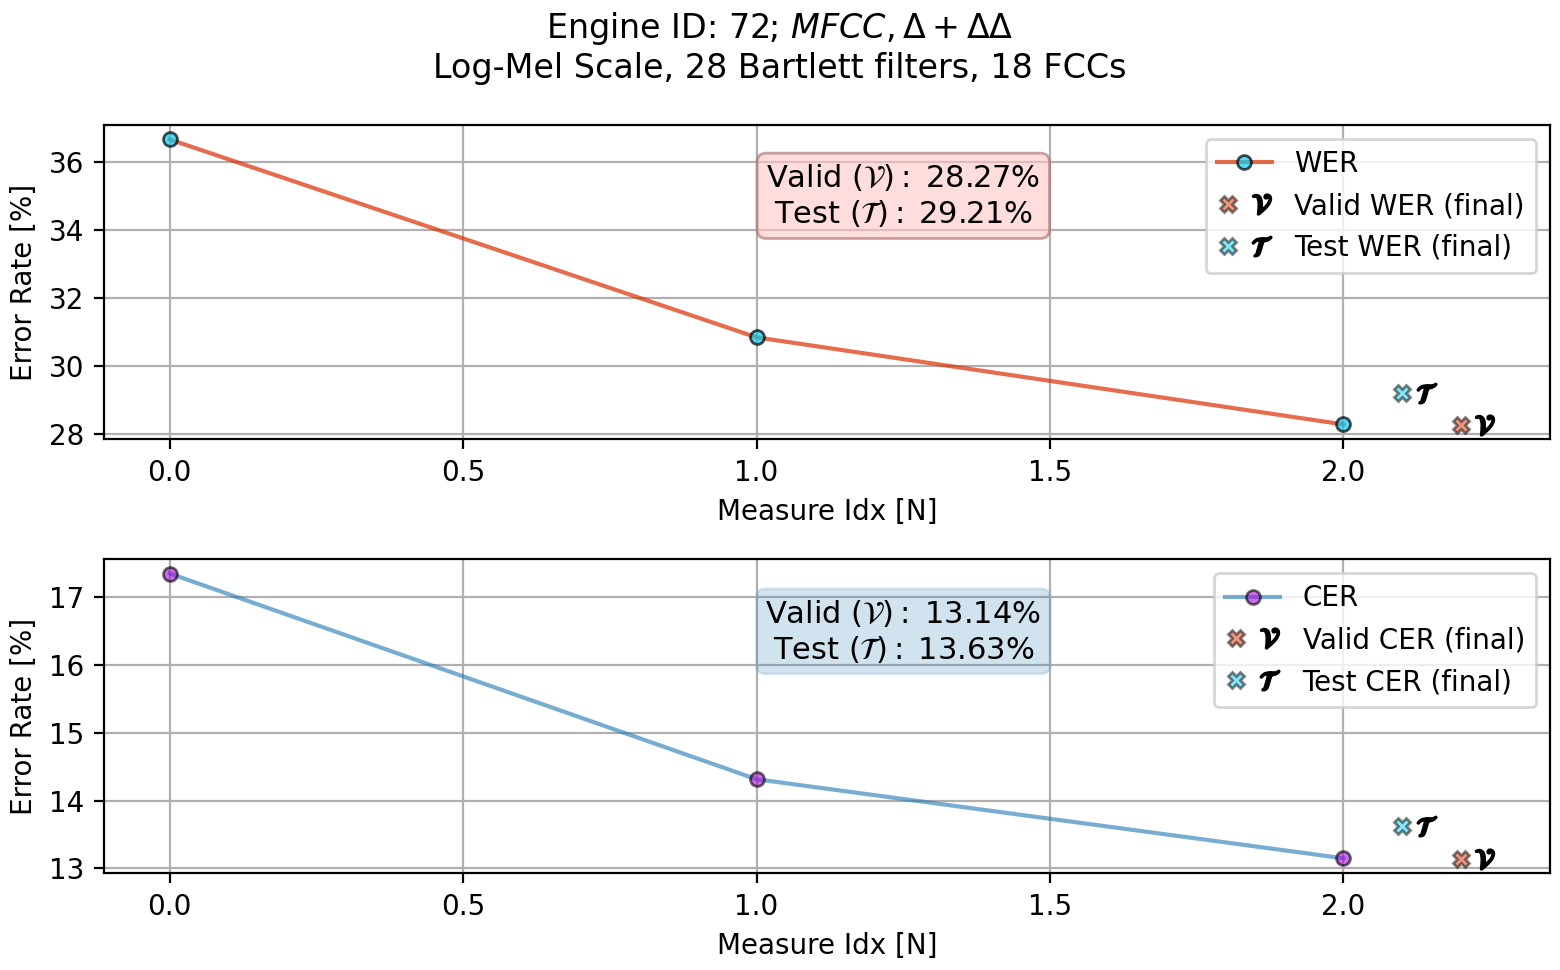 Engine ID: 72; MFCC, Δ + ΔΔ
Log-Mel Scale, 28 Bartlett filters, 18 FCCs
Error Rate [%]
36
34
32
30
28
Valid (𝒱) : 28.27%
Test (𝒯) : 29.21%
WER
𝒱 Valid WER (final)
𝒯 Test WER (final)
𝒯
𝒱
0.0 0.5 1.0 1.5 2.0
Measure Idx [N]
Error Rate [%]
17
16
15
14
13
Valid (𝒱) : 13.14%
Test (𝒯) : 13.63%
CER
𝒱 Valid CER (final)
𝒯 Test CER (final)
𝒯
𝒱
0.0 0.5 1.0 1.5 2.0
Measure Idx [N]